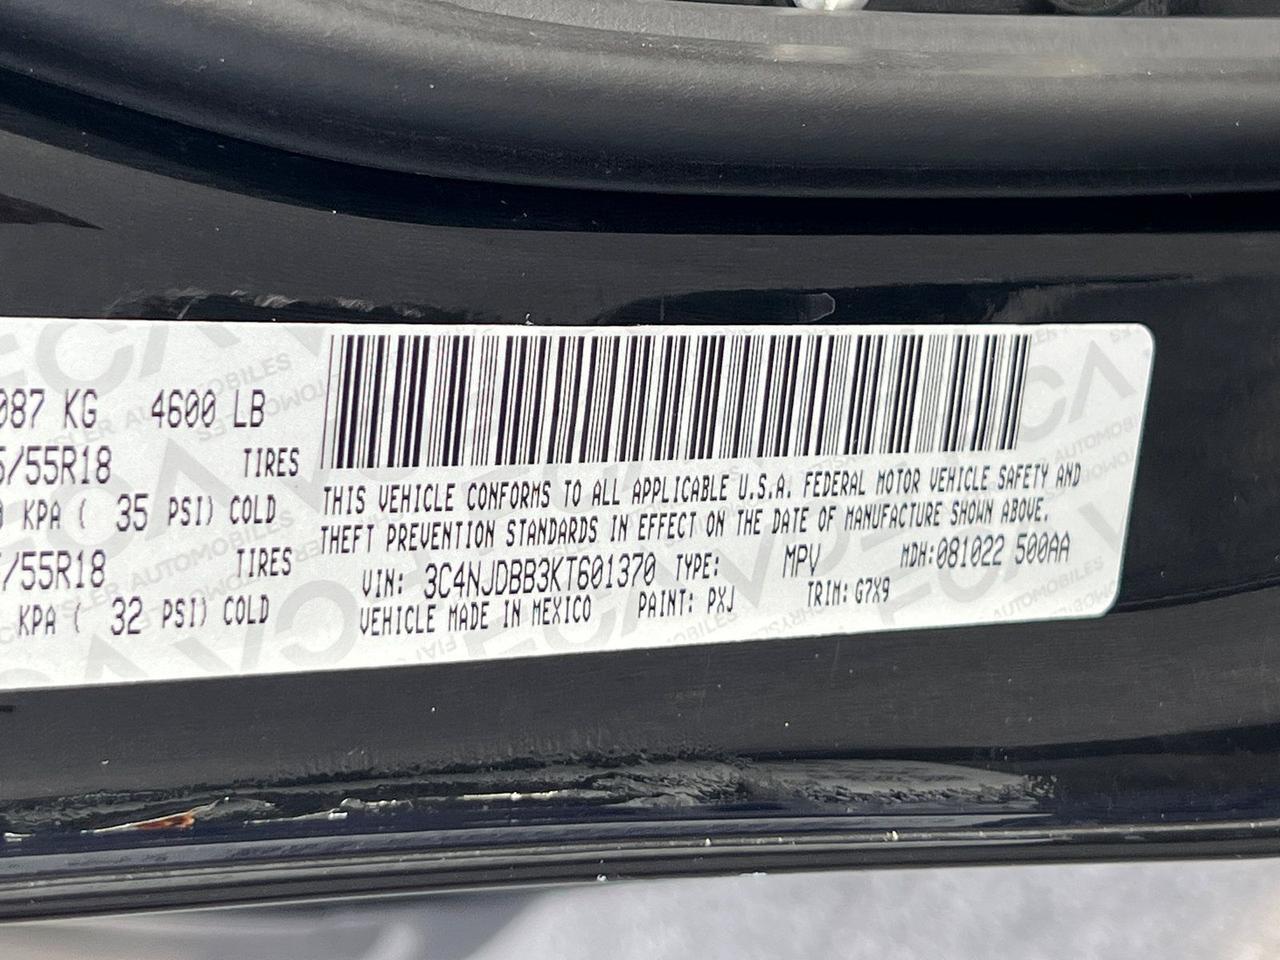 087 KG 4600 LB
5/55R18 TIRES
KPA ( 35 PSI) COLD
/55R18 TIRES
KPA ( 32 PSI) COLD
THIS VEHICLE CONFORMS TO ALL APPLICABLE U.S.A. FEDERAL MOTOR VEHICLE SAFETY AND
THEFT PREVENTION STANDARDS IN EFFECT ON THE DATE OF MANUFACTURE SHOWN ABOVE.
VIN: 3C4NJDBB3KT601370 TYPE: MPV MDH:081022 500AA
VEHICLE MADE IN MEXICO PAINT: PXJ TRIM: G7X9